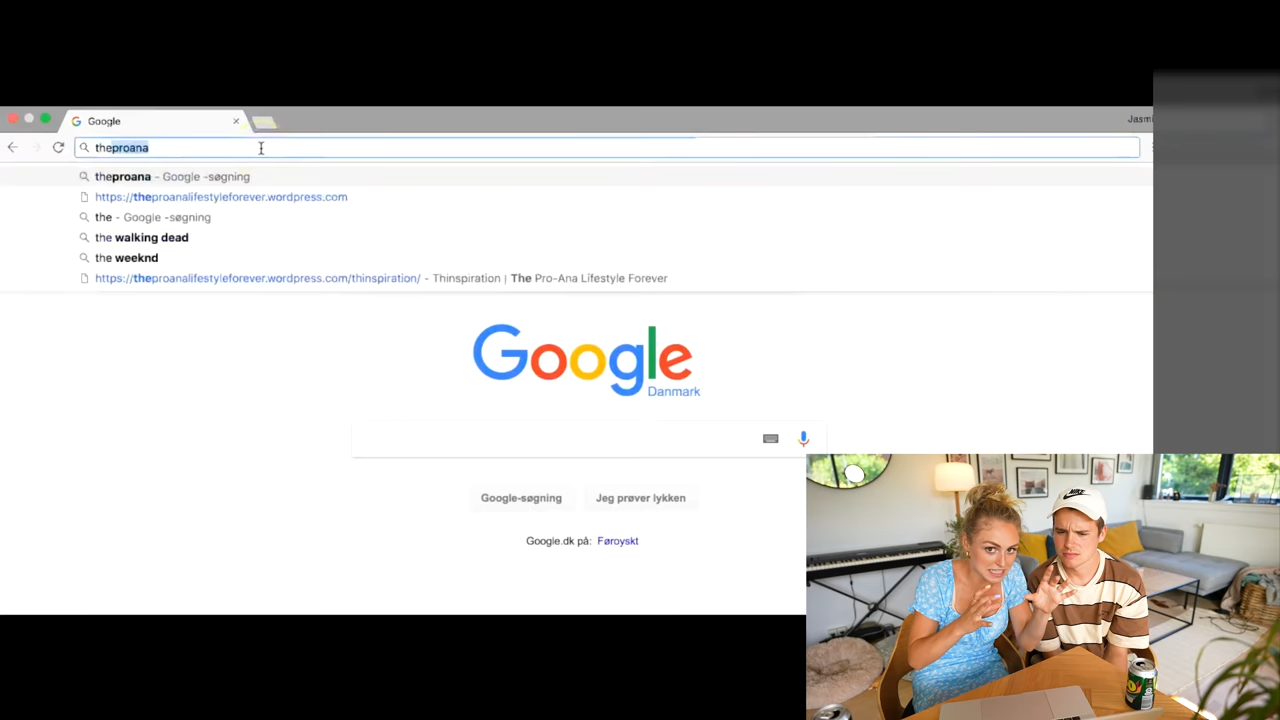 Google
Jasmi
theproana
theproana - Google -søgning
https://theproanalifestyleforever.wordpress.com
the - Google -søgning
the walking dead
the weeknd
https://theproanalifestyleforever.wordpress.com/thinspiration/ - Thinspiration | The Pro-Ana Lifestyle Forever
Google
Danmark
Google-søgning
Jeg prøver lykken
Google.dk på: Føroyskt
NIKE